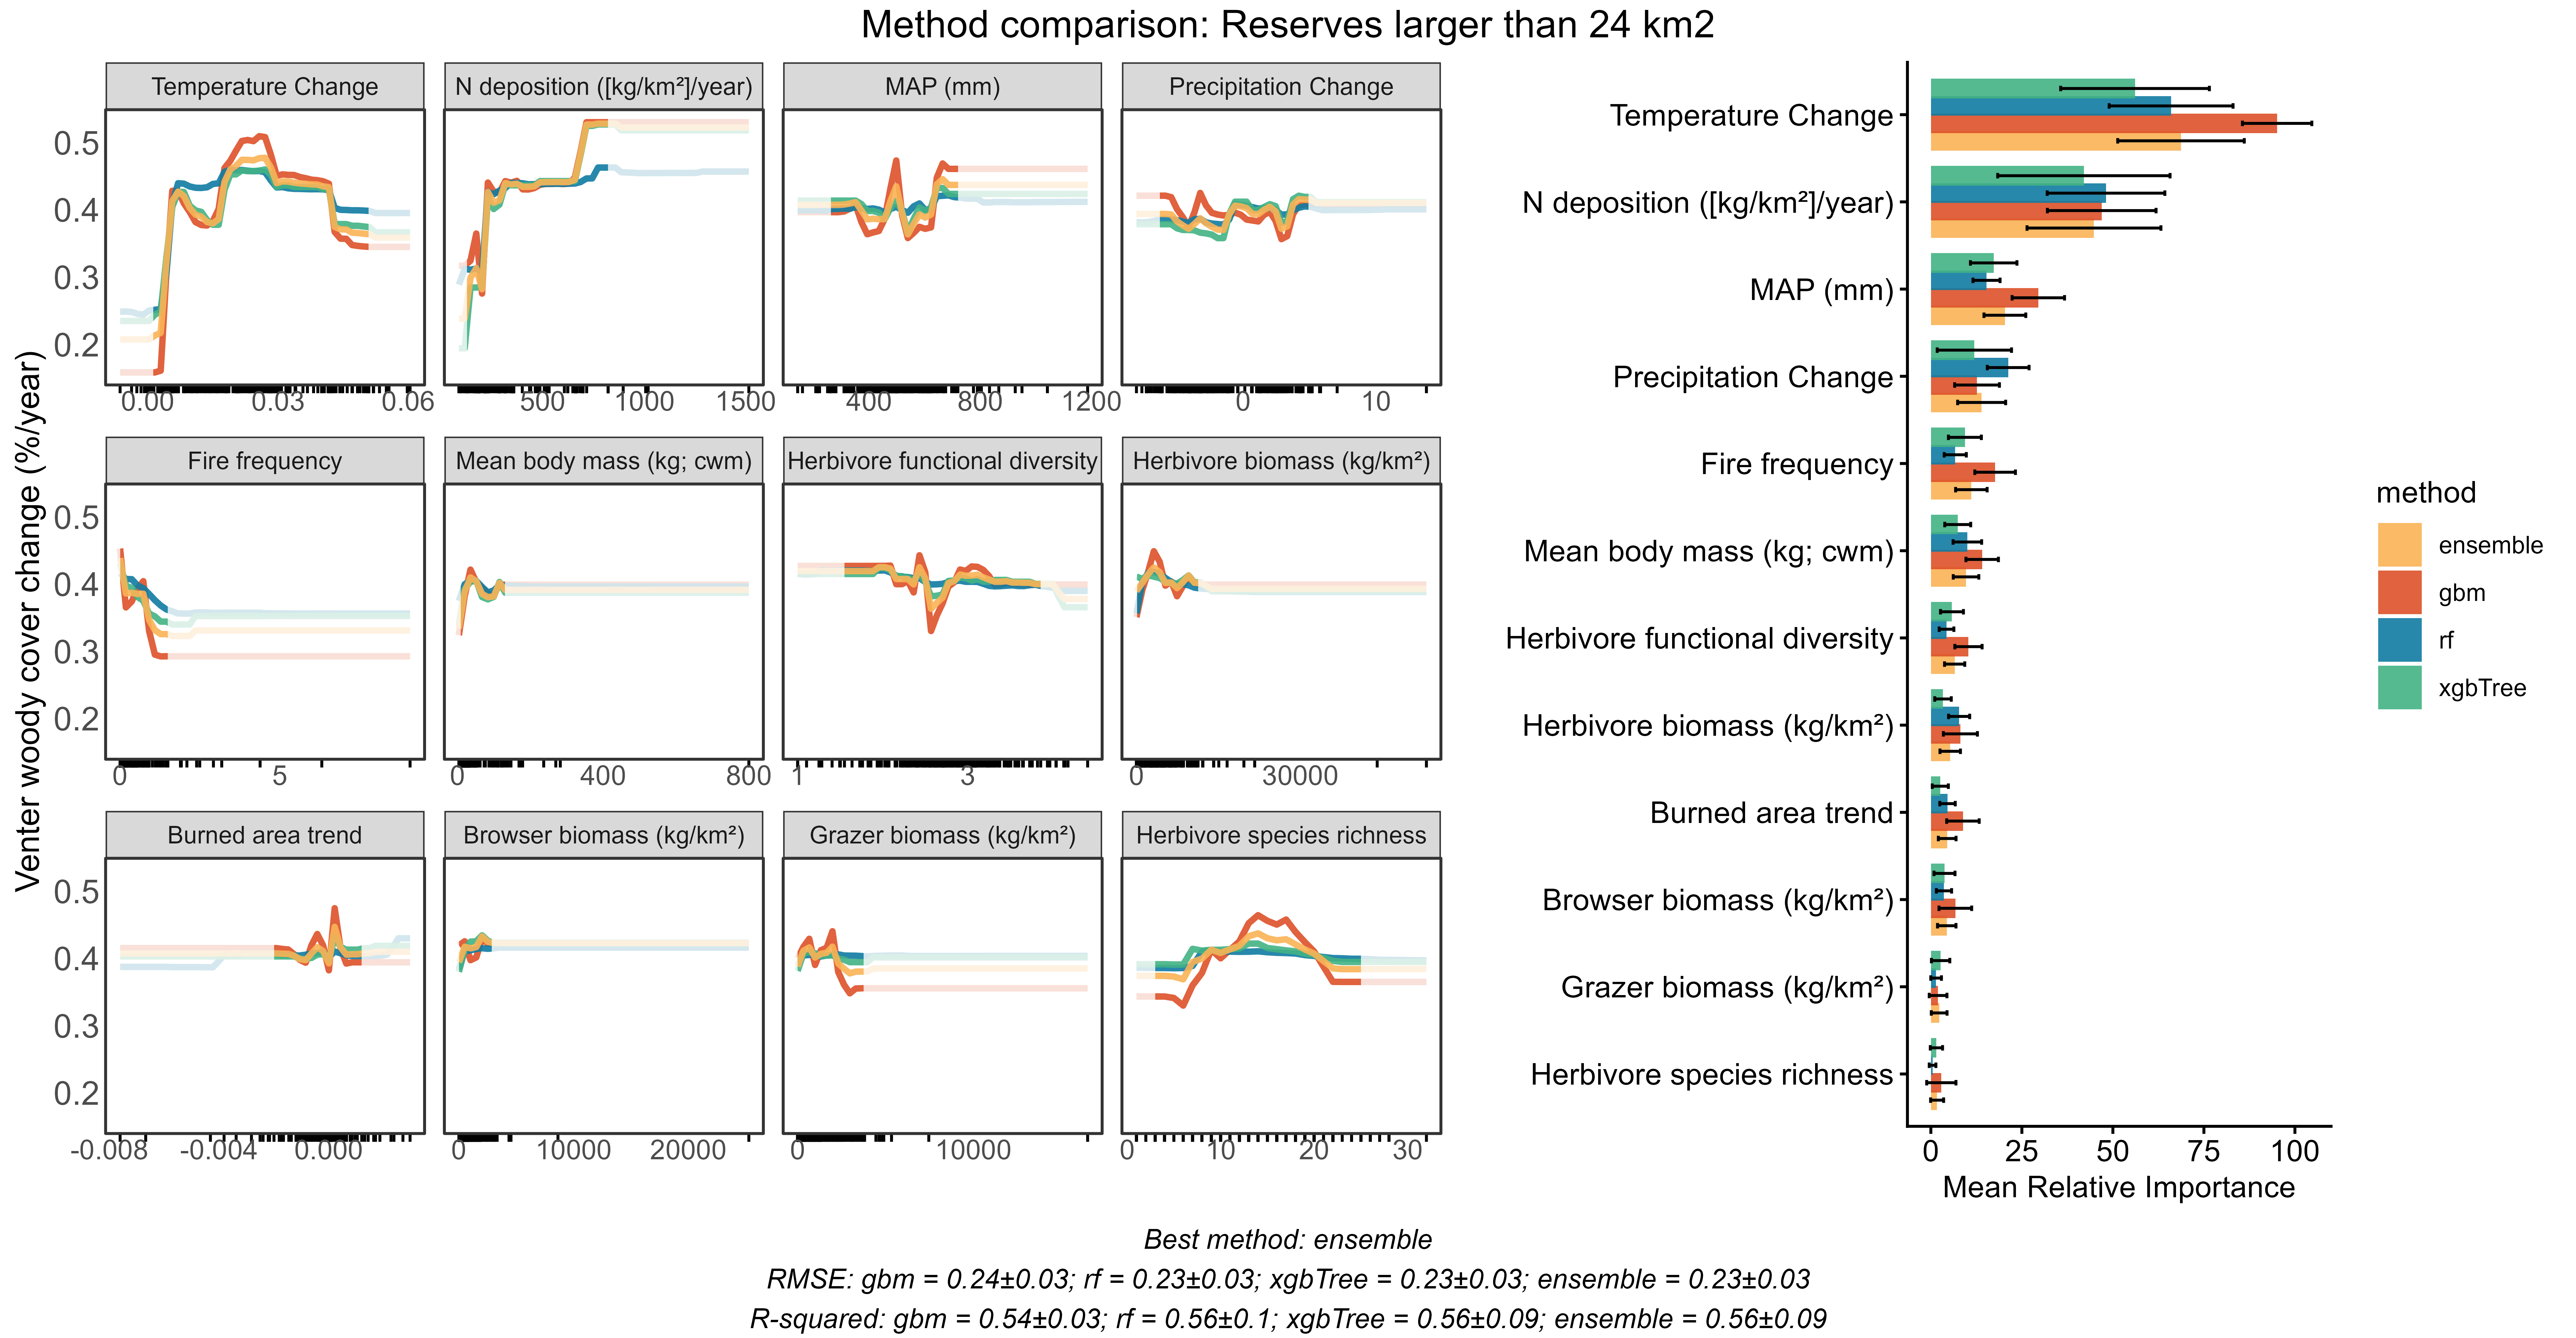 Method comparison: Reserves larger than 24 km2
Venter woody cover change (%/year)
Temperature Change
N deposition ([kg/km²]/year)
MAP (mm)
Precipitation Change
0.5
0.4
0.3
0.2
0.00 0.03 0.06
500 1000 1500
400 800 1200
0 10
Fire frequency
Mean body mass (kg; cwm)
Herbivore functional diversity
Herbivore biomass (kg/km²)
0.5
0.4
0.3
0.2
0 5
0 400 800
1 3
0 30000
Burned area trend
Browser biomass (kg/km²)
Grazer biomass (kg/km²)
Herbivore species richness
0.5
0.4
0.3
0.2
-0.008 -0.004 0.000
0 10000 20000
0 10000
0 10 20 30
Temperature Change
N deposition ([kg/km²]/year)
MAP (mm)
Precipitation Change
Fire frequency
Mean body mass (kg; cwm)
Herbivore functional diversity
Herbivore biomass (kg/km²)
Burned area trend
Browser biomass (kg/km²)
Grazer biomass (kg/km²)
Herbivore species richness
0 25 50 75 100
Mean Relative Importance
method
ensemble
gbm
rf
xgbTree
Best method: ensemble
RMSE: gbm = 0.24±0.03; rf = 0.23±0.03; xgbTree = 0.23±0.03; ensemble = 0.23±0.03
R-squared: gbm = 0.54±0.03; rf = 0.56±0.1; xgbTree = 0.56±0.09; ensemble = 0.56±0.09